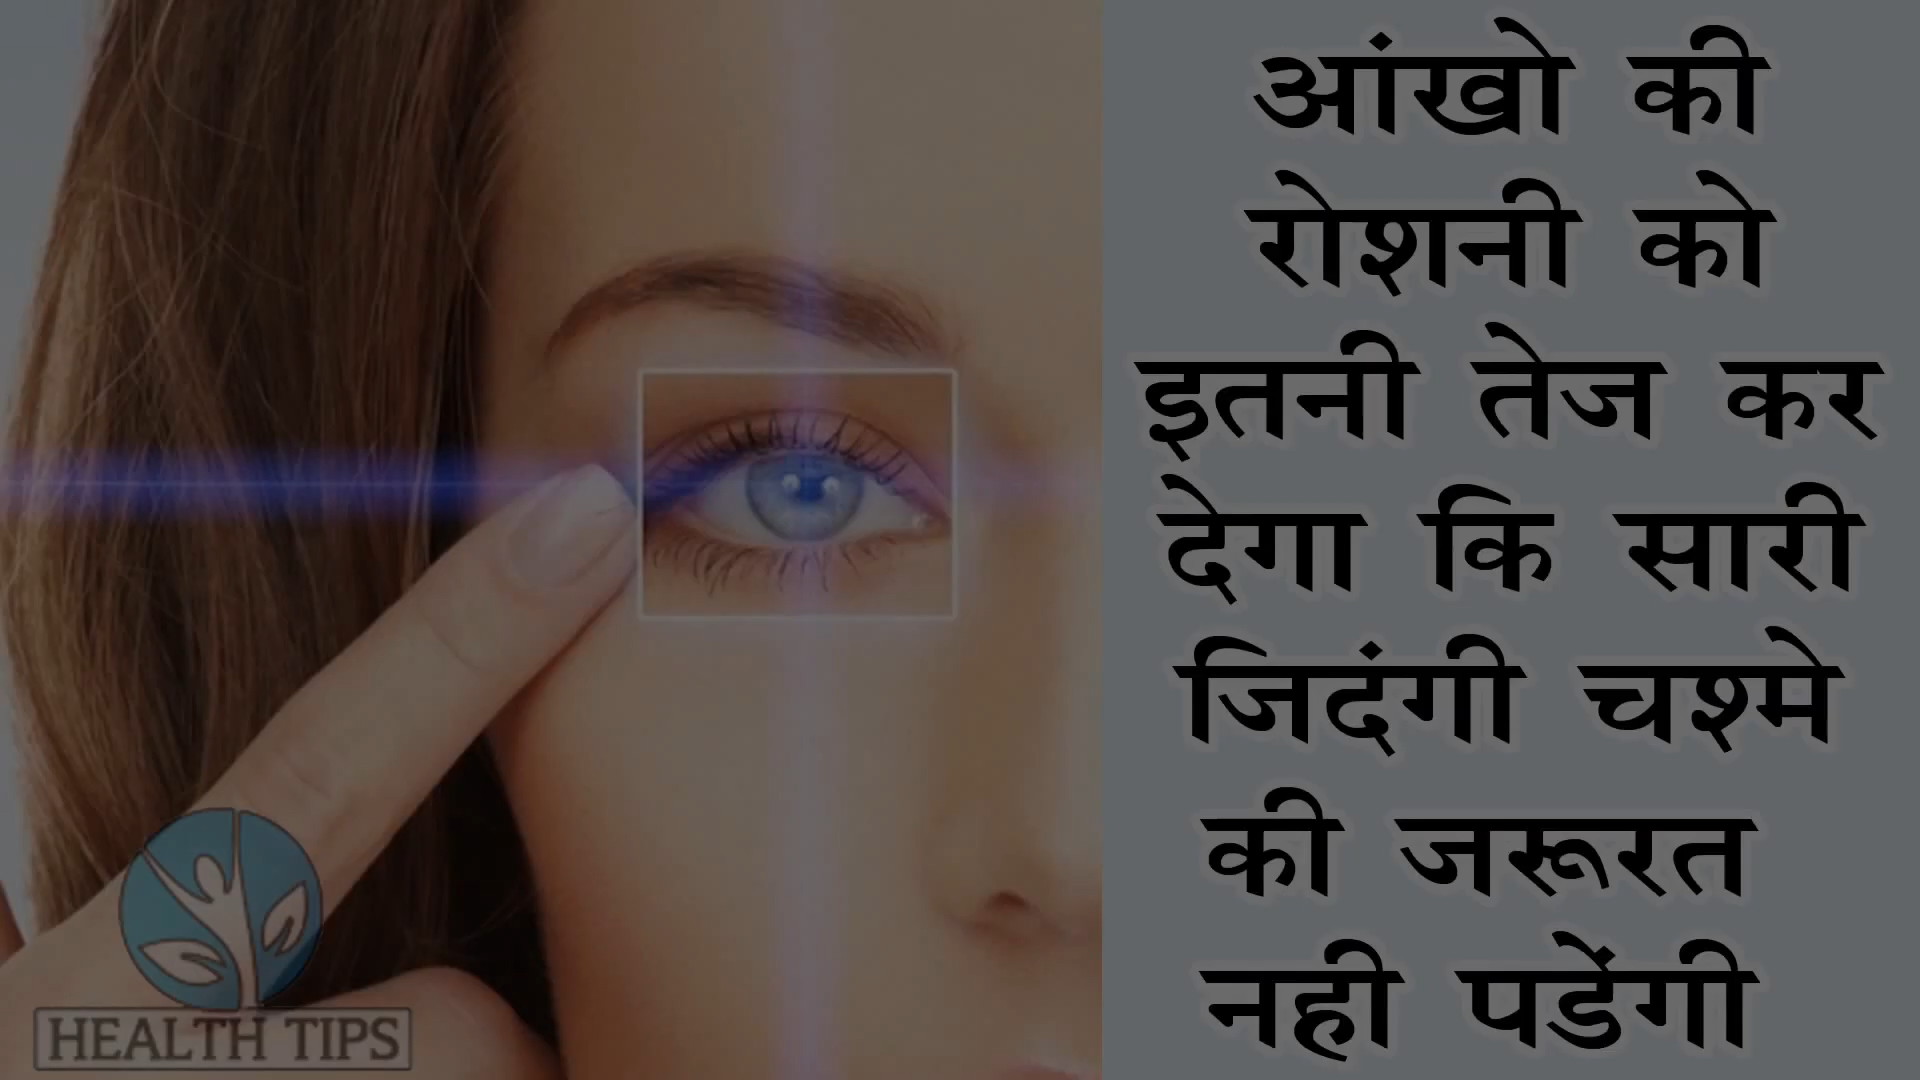 आंखो की
रोशनी को
इतनी तेज कर
देगा कि सारी
जिदंगी चश्मे
की जरूरत
नही पडेंगी
HEALTH TIPS